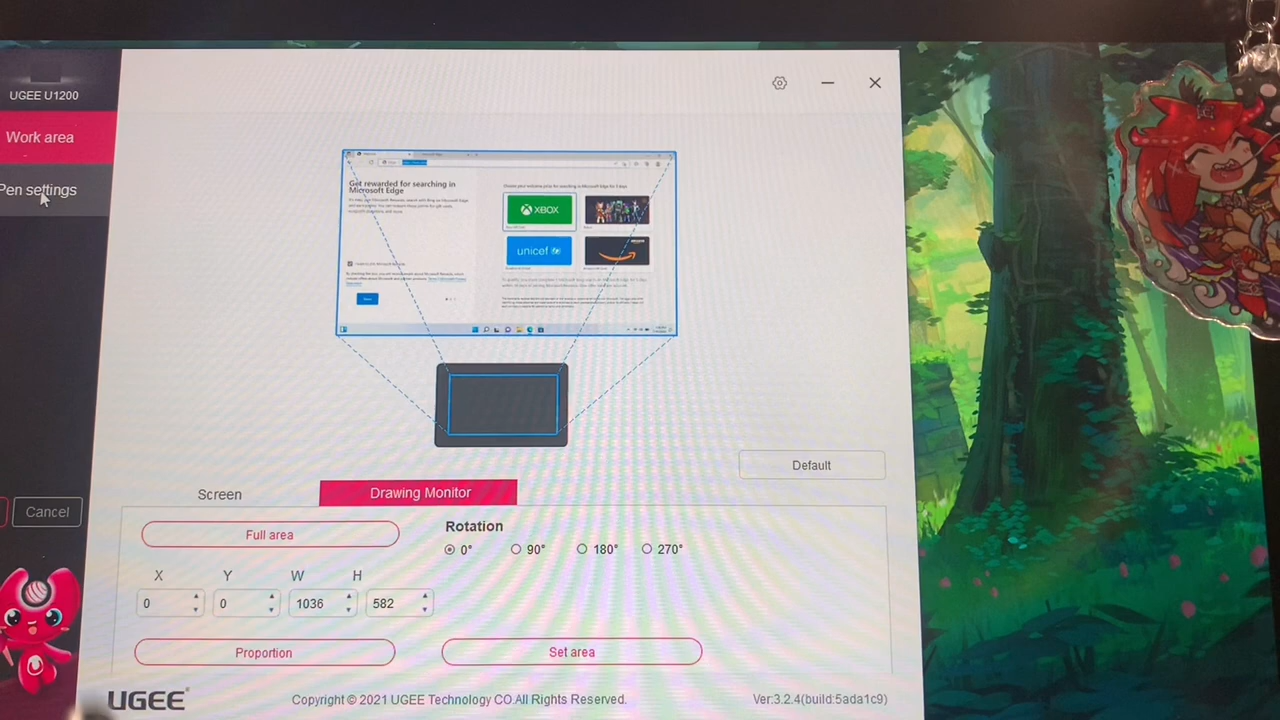 UGEE U1200
Work area
Pen settings
Cancel
Get rewarded for searching in
Microsoft Edge
XBOX
unicef
amazon
Default
Screen
Drawing Monitor
Full area
Rotation
0° 90° 180° 270°
X Y W H
0 0 1036 582
Proportion
Set area
UGEE
Copyright © 2021 UGEE Technology CO.All Rights Reserved.
Ver:3.2.4(build:5ada1c9)